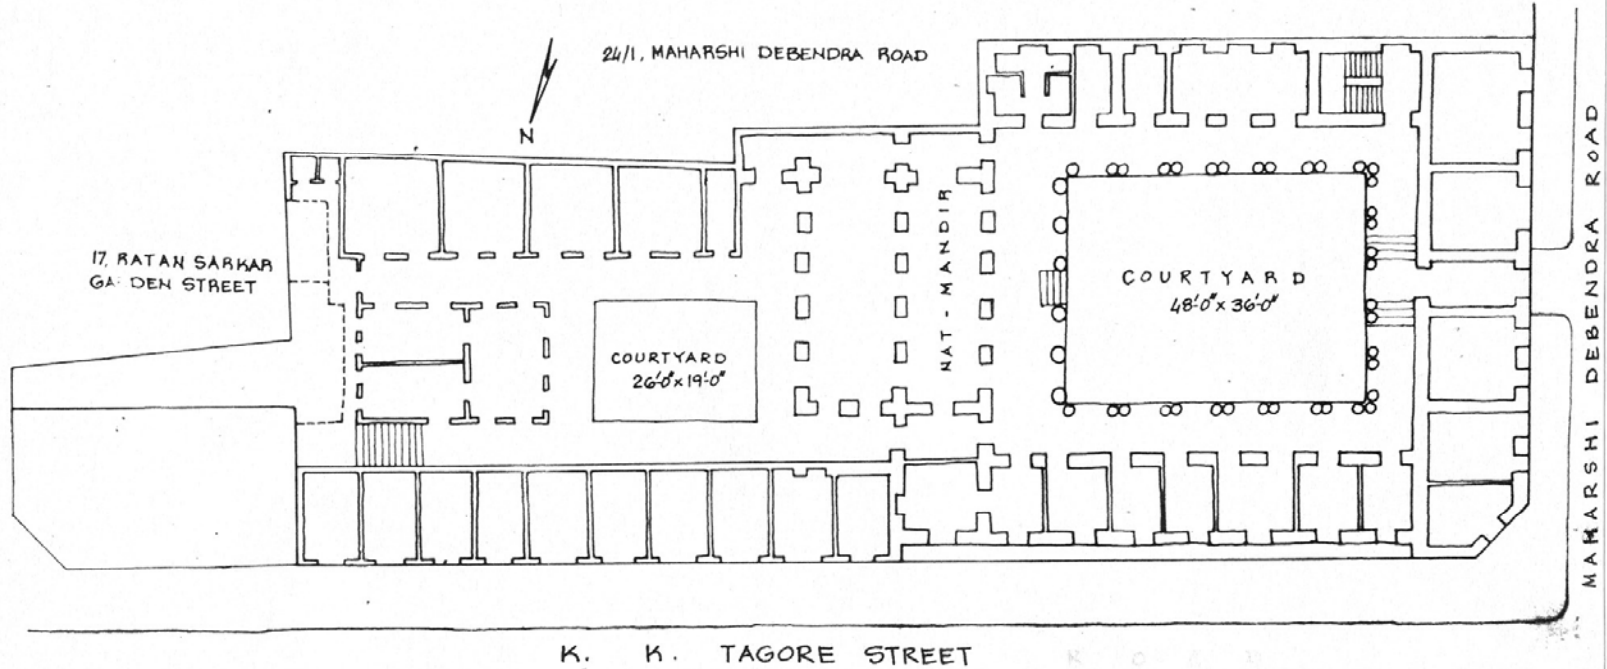 24/1, MAHARSHI DEBENDRA ROAD
N
17, RATAN SARKAR
GA DEN STREET
NAT-MANDIR
COURTYARD
48'-0" x 36'-0"
COURTYARD
26'-0" x 19'-0"
MAHARSHI DEBENDRA ROAD
K. K. TAGORE STREET